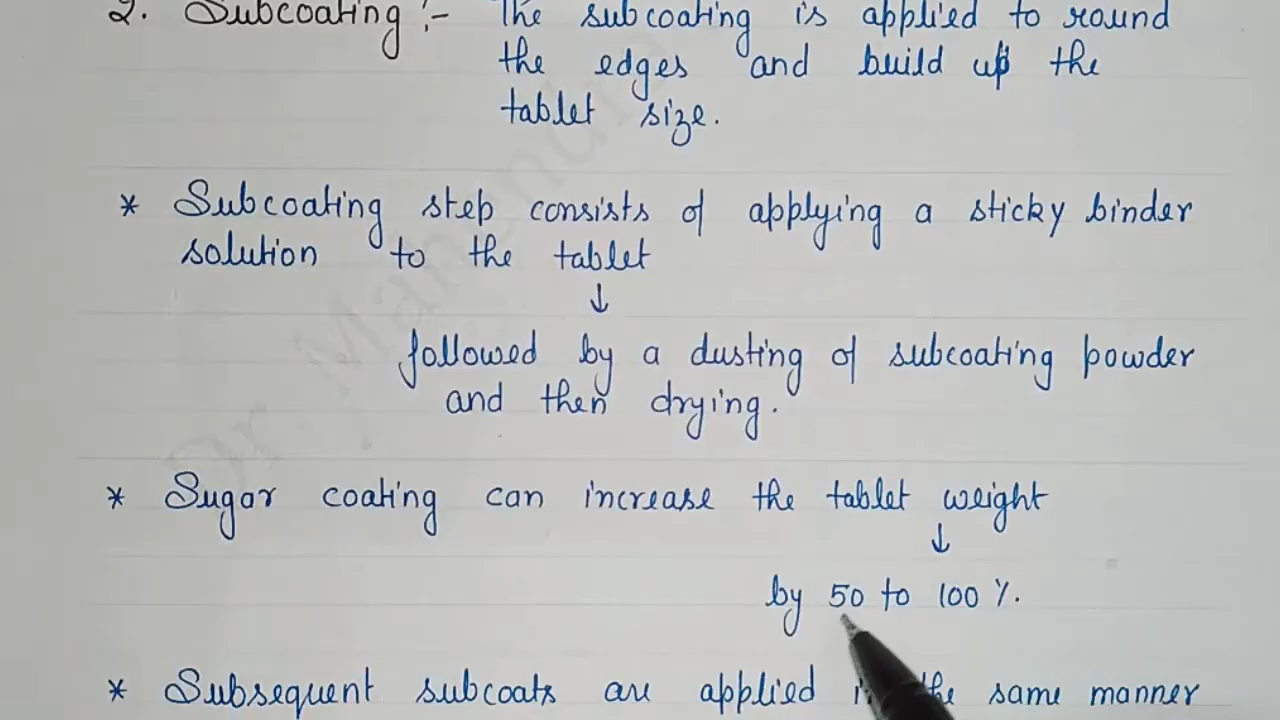 2. Subcoating :- The subcoating is applied to round
the edges and build up the
tablet size.
* Subcoating step consists of applying a sticky binder
solution to the tablet
↓
followed by a dusting of subcoating powder
and then drying.
* Sugar coating can increase the tablet weight
↓
by 50 to 100 %.
* Subsequent subcoats are applied in the same manner